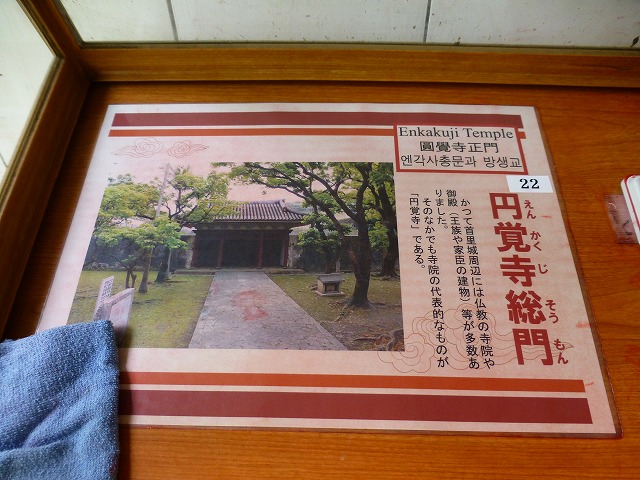 Enkakuji Temple
圓覺寺正門
엔각사총문과 방생교
22
円覚寺総門
えんかくじそうもん
かつて首里城周辺には仏教の寺院や
御殿（王族や家臣の建物）等が多数あ
りました。
そのなかでも寺院の代表的なものが
「円覚寺」である。